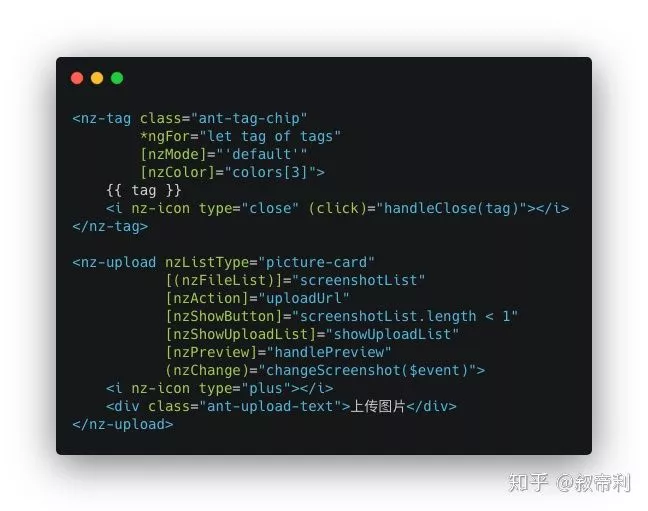 <nz-tag class="ant-tag-chip"
        *ngFor="let tag of tags"
        [nzMode]="'default'"
        [nzColor]="colors[3]">
    {{ tag }}
    <i nz-icon type="close" (click)="handleClose(tag)"></i>
</nz-tag>

<nz-upload nzListType="picture-card"
           [(nzFileList)]="screenshotList"
           [nzAction]="uploadUrl"
           [nzShowButton]="screenshotList.length < 1"
           [nzShowUploadList]="showUploadList"
           [nzPreview]="handlePreview"
           (nzChange)="changeScreenshot($event)">
    <i nz-icon type="plus"></i>
    <div class="ant-upload-text">上传图片</div>
</nz-upload>
知乎 @叙帝利